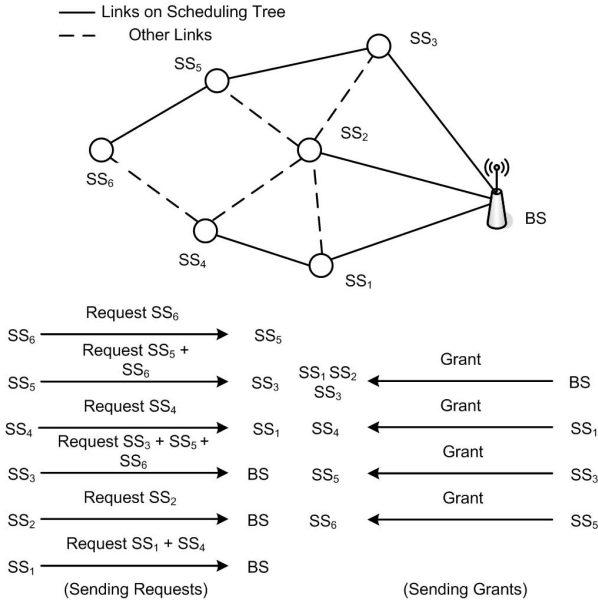 Links on Scheduling Tree
Other Links
SS₃
SS₅
SS₂
SS₆
BS
SS₄
SS₁
SS₆ Request SS₆ SS₅
SS₅ Request SS₅ +
SS₆ SS₃
SS₄ Request SS₄ SS₁
SS₃ Request SS₃ + SS₅ +
SS₆ BS
SS₂ Request SS₂ BS
SS₁ Request SS₁ + SS₄ BS
(Sending Requests)
SS₁ SS₂
SS₃ Grant BS
SS₄ Grant SS₁
SS₅ Grant SS₃
SS₆ Grant SS₅
(Sending Grants)